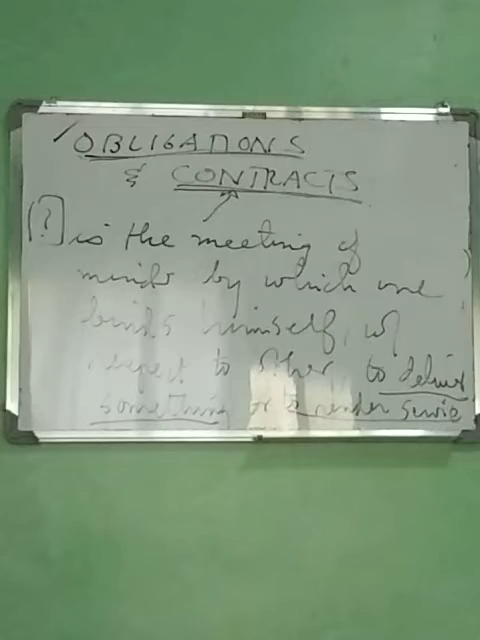 OBLIGATIONS
& CONTRACTS
[?] is the meeting of
minds by which one
binds himself, w/
respect to other to deliver
something or to render service